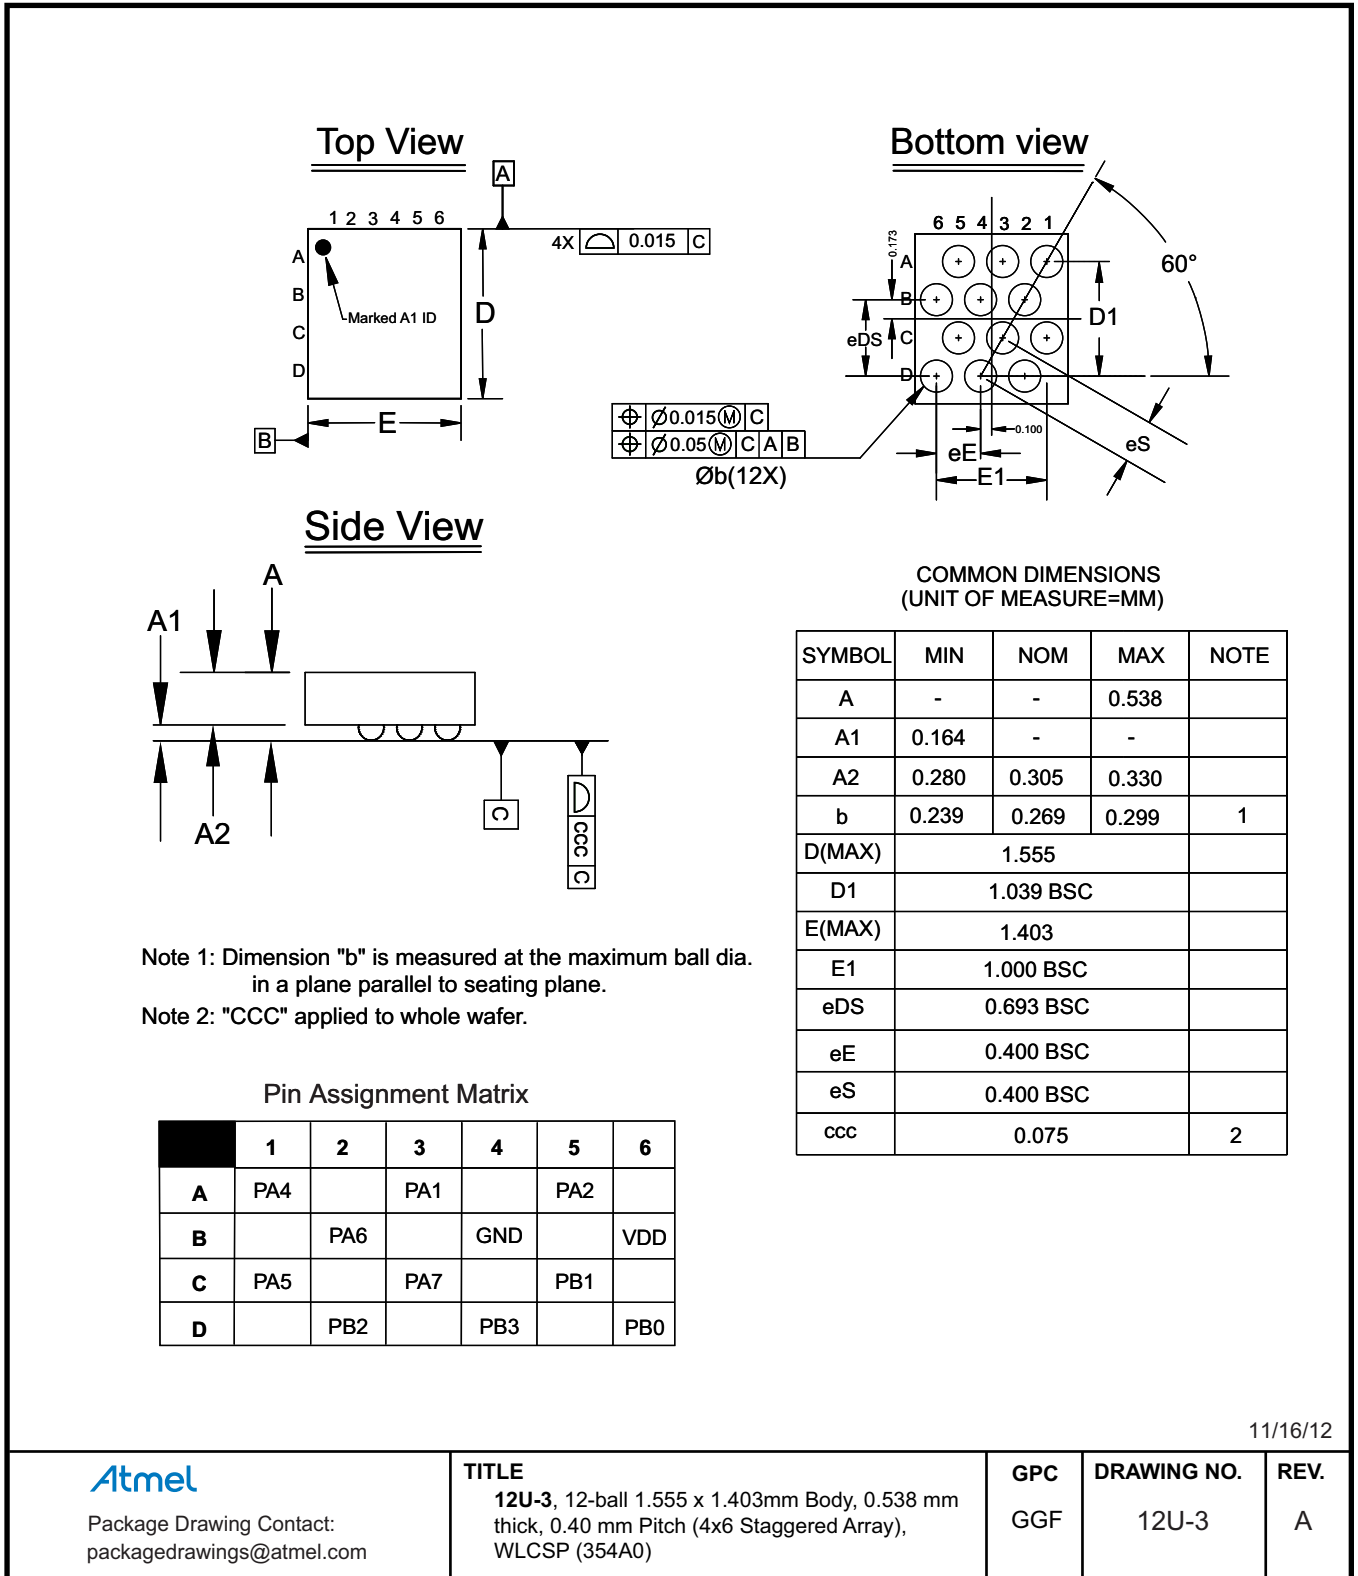 Top View
A
1 2 3 4 5 6
4X 0.015 C
A
B
C
D
Marked A1 ID
D
E
B
Bottom view
6 5 4 3 2 1
0.173
A
B
C
D
60°
D1
eDS
0.100
eE
eS
E1
Ø0.015 Ⓜ C
Ø0.05 Ⓜ C A B
Øb(12X)
Side View
A
A1
A2
C
ccc C
COMMON DIMENSIONS
(UNIT OF MEASURE=MM)
SYMBOL MIN NOM MAX NOTE
A - - 0.538
A1 0.164 - -
A2 0.280 0.305 0.330
b 0.239 0.269 0.299 1
D(MAX) 1.555
D1 1.039 BSC
E(MAX) 1.403
E1 1.000 BSC
eDS 0.693 BSC
eE 0.400 BSC
eS 0.400 BSC
ccc 0.075 2
Note 1: Dimension "b" is measured at the maximum ball dia.
in a plane parallel to seating plane.
Note 2: "CCC" applied to whole wafer.
Pin Assignment Matrix
1 2 3 4 5 6
A PA4 PA1 PA2
B PA6 GND VDD
C PA5 PA7 PB1
D PB2 PB3 PB0
11/16/12
Atmel
Package Drawing Contact:
packagedrawings@atmel.com
TITLE
12U-3, 12-ball 1.555 x 1.403mm Body, 0.538 mm
thick, 0.40 mm Pitch (4x6 Staggered Array),
WLCSP (354A0)
GPC
GGF
DRAWING NO.
12U-3
REV.
A